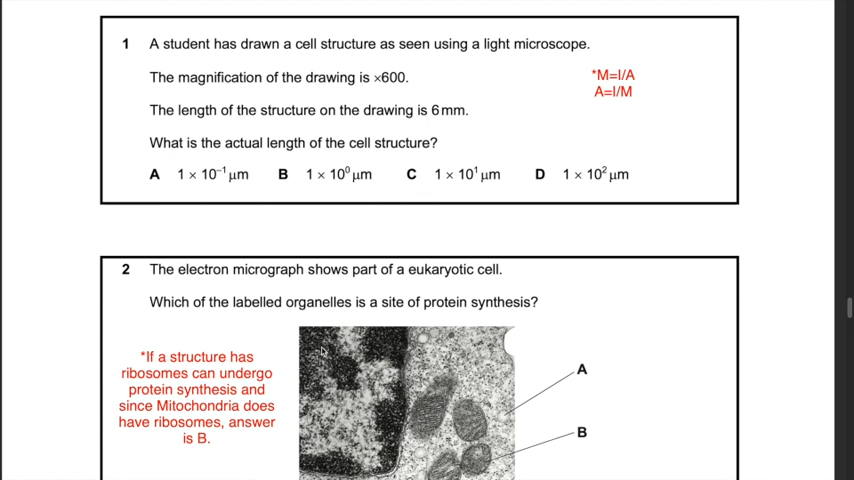 1 A student has drawn a cell structure as seen using a light microscope.
The magnification of the drawing is ×600.
*M=I/A
A=I/M
The length of the structure on the drawing is 6 mm.
What is the actual length of the cell structure?
A 1 × 10⁻¹ μm B 1 × 10⁰ μm C 1 × 10¹ μm D 1 × 10² μm
2 The electron micrograph shows part of a eukaryotic cell.
Which of the labelled organelles is a site of protein synthesis?
*If a structure has
ribosomes can undergo
protein synthesis and
since Mitochondria does
have ribosomes, answer
is B.
A
B